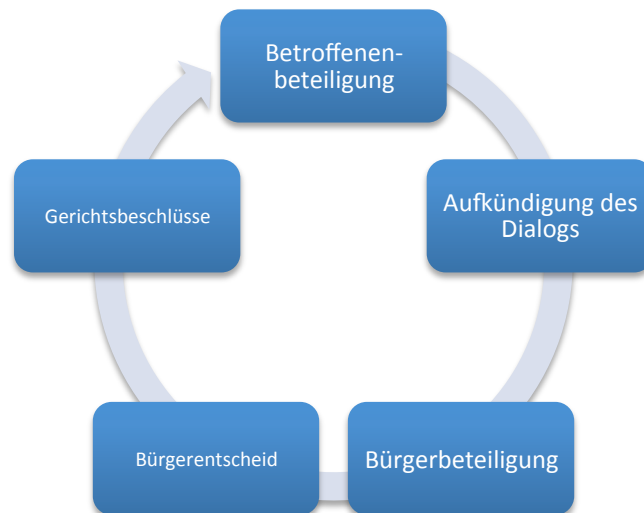 Betroffenen-
beteiligung
Aufkündigung des
Dialogs
Bürgerbeteiligung
Bürgerentscheid
Gerichtsbeschlüsse